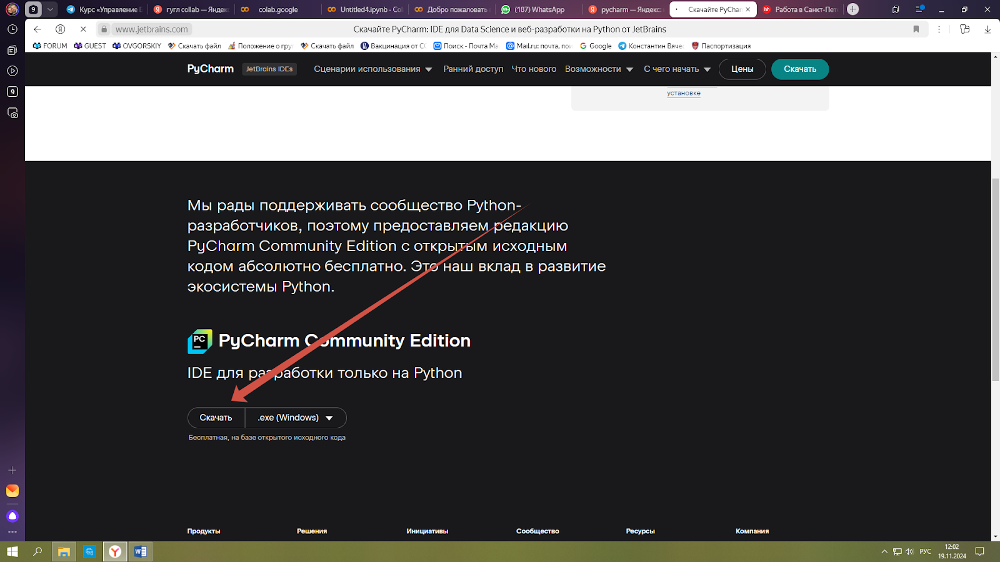 9
Курс «Управление Б
гугл collab — Яндекс
colab.google
Untitled4.ipynb - Col
Добро пожаловать
(187) WhatsApp
pycharm — Яндекс:
Скачайте PyChar
Работа в Санкт-Пете
www.jetbrains.com
Скачайте PyCharm: IDE для Data Science и веб-разработки на Python от JetBrains
FORUM
GUEST
OVGORSKIY
Скачать файл
Положение о гру
Скачать файл
Вакцинация от СО
Поиск - Почта Ма
Mail.ru: почта, пои
Google
Константин Вячес
Паспортизация
PyCharm
JetBrains IDEs
Сценарии использования
Ранний доступ
Что нового
Возможности
С чего начать
Цены
Скачать
9
установке
Мы рады поддерживать сообщество Python-
разработчиков, поэтому предоставляем редакцию
PyCharm Community Edition с открытым исходным
кодом абсолютно бесплатно. Это наш вклад в развитие
экосистемы Python.
PC
PyCharm Community Edition
IDE для разработки только на Python
Скачать
.exe (Windows)
Бесплатная, на базе открытого исходного кода
Продукты
Решения
Инициативы
Сообщество
Ресурсы
Компания
РУС
12:02
19.11.2024